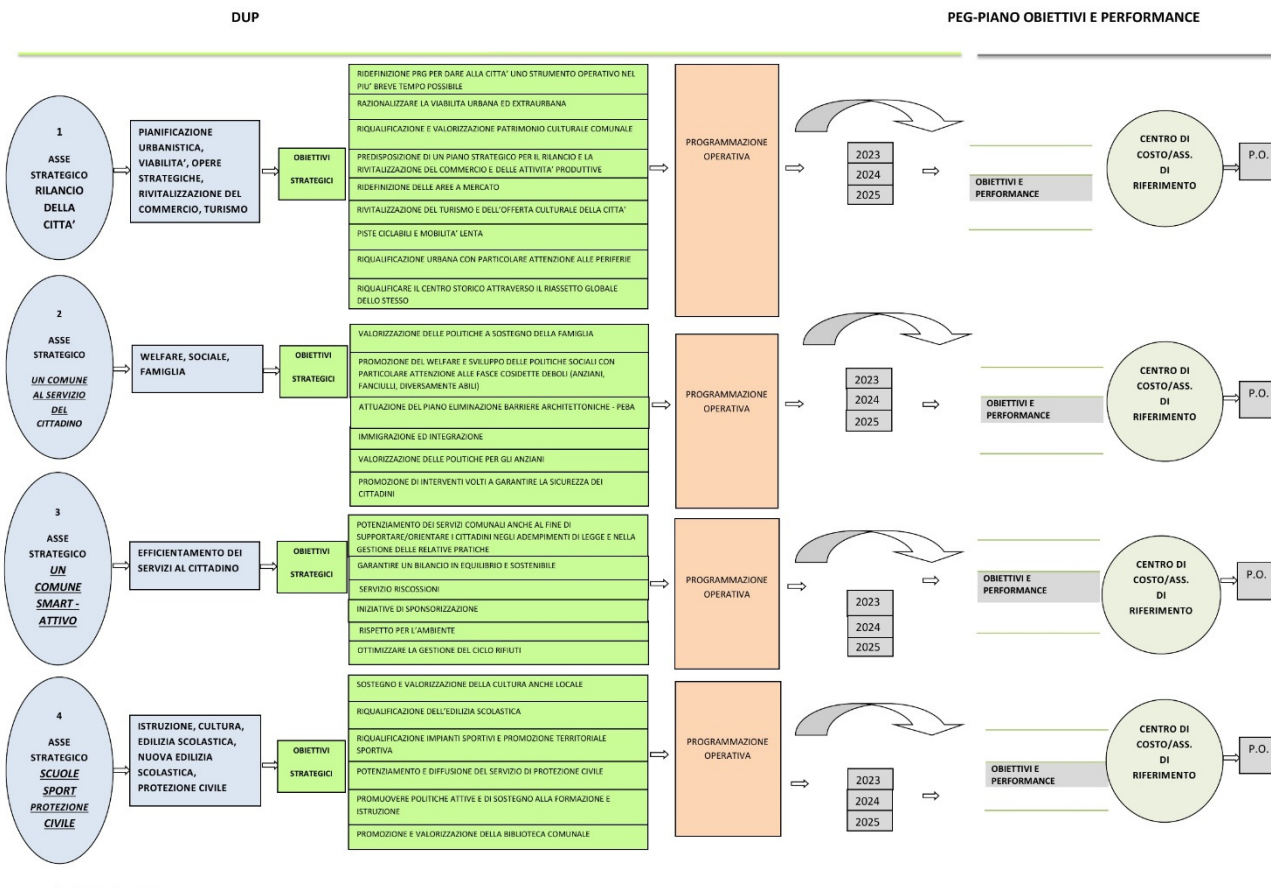 DUP
PEG-PIANO OBIETTIVI E PERFORMANCE
1
ASSE
STRATEGICO
RILANCIO
DELLA
CITTA'
PIANIFICAZIONE
URBANISTICA,
VIABILITA', OPERE
STRATEGICHE,
RIVITALIZZAZIONE DEL
COMMERCIO, TURISMO
OBIETTIVI
STRATEGICI
RIDEFINIZIONE PRG PER DARE ALLA CITTA' UNO STRUMENTO OPERATIVO NEL
PIU' BREVE TEMPO POSSIBILE
RAZIONALIZZARE LA VIABILITA URBANA ED EXTRAURBANA
RIQUALIFICAZIONE E VALORIZZAZIONE PATRIMONIO CULTURALE COMUNALE
PREDISPOSIZIONE DI UN PIANO STRATEGICO PER IL RILANCIO E LA
RIVITALIZZAZIONE DEL COMMERCIO E DELLE ATTIVITA' PRODUTTIVE
RIDEFINIZIONE DELLE AREE A MERCATO
RIVITALIZZAZIONE DEL TURISMO E DELL'OFFERTA CULTURALE DELLA CITTA'
PISTE CICLABILI E MOBILITA' LENTA
RIQUALIFICAZIONE URBANA CON PARTICOLARE ATTENZIONE ALLE PERIFERIE
RIQUALIFICARE IL CENTRO STORICO ATTRAVERSO IL RIASSETTO GLOBALE
DELLO STESSO
PROGRAMMAZIONE
OPERATIVA
2023
2024
2025
OBIETTIVI E
PERFORMANCE
CENTRO DI
COSTO/ASS.
DI
RIFERIMENTO
P.O.
2
ASSE
STRATEGICO
UN COMUNE
AL SERVIZIO
DEL
CITTADINO
WELFARE, SOCIALE,
FAMIGLIA
OBIETTIVI
STRATEGICI
VALORIZZAZIONE DELLE POLITICHE A SOSTEGNO DELLA FAMIGLIA
PROMOZIONE DEL WELFARE E SVILUPPO DELLE POLITICHE SOCIALI CON
PARTICOLARE ATTENZIONE ALLE FASCE COSIDETTE DEBOLI (ANZIANI,
FANCIULLI, DIVERSAMENTE ABILI)
ATTUAZIONE DEL PIANO ELIMINAZIONE BARRIERE ARCHITETTONICHE - PEBA
IMMIGRAZIONE ED INTEGRAZIONE
VALORIZZAZIONE DELLE POLITICHE PER GLI ANZIANI
PROMOZIONE DI INTERVENTI VOLTI A GARANTIRE LA SICUREZZA DEI
CITTADINI
PROGRAMMAZIONE
OPERATIVA
2023
2024
2025
OBIETTIVI E
PERFORMANCE
CENTRO DI
COSTO/ASS.
DI
RIFERIMENTO
P.O.
3
ASSE
STRATEGICO
UN
COMUNE
SMART -
ATTIVO
EFFICIENTAMENTO DEI
SERVIZI AL CITTADINO
OBIETTIVI
STRATEGICI
POTENZIAMENTO DEI SERVIZI COMUNALI ANCHE AL FINE DI
SUPPORTARE/ORIENTARE I CITTADINI NEGLI ADEMPIMENTI DI LEGGE E NELLA
GESTIONE DELLE RELATIVE PRATICHE
GARANTIRE UN BILANCIO IN EQUILIBRIO E SOSTENIBILE
SERVIZIO RISCOSSIONI
INIZIATIVE DI SPONSORIZZAZIONE
RISPETTO PER L'AMBIENTE
OTTIMIZZARE LA GESTIONE DEL CICLO RIFIUTI
PROGRAMMAZIONE
OPERATIVA
2023
2024
2025
OBIETTIVI E
PERFORMANCE
CENTRO DI
COSTO/ASS.
DI
RIFERIMENTO
P.O.
4
ASSE
STRATEGICO
SCUOLE
SPORT
PROTEZIONE
CIVILE
ISTRUZIONE, CULTURA,
EDILIZIA SCOLASTICA,
NUOVA EDILIZIA
SCOLASTICA,
PROTEZIONE CIVILE
OBIETTIVI
STRATEGICI
SOSTEGNO E VALORIZZAZIONE DELLA CULTURA ANCHE LOCALE
RIQUALIFICAZIONE DELL'EDILIZIA SCOLASTICA
RIQUALIFICAZIONE IMPIANTI SPORTIVI E PROMOZIONE TERRITORIALE
SPORTIVA
POTENZIAMENTO E DIFFUSIONE DEL SERVIZIO DI PROTEZIONE CIVILE
PROMUOVERE POLITICHE ATTIVE E DI SOSTEGNO ALLA FORMAZIONE E
ISTRUZIONE
PROMOZIONE E VALORIZZAZIONE DELLA BIBLIOTECA COMUNALE
PROGRAMMAZIONE
OPERATIVA
2023
2024
2025
OBIETTIVI E
PERFORMANCE
CENTRO DI
COSTO/ASS.
DI
RIFERIMENTO
P.O.